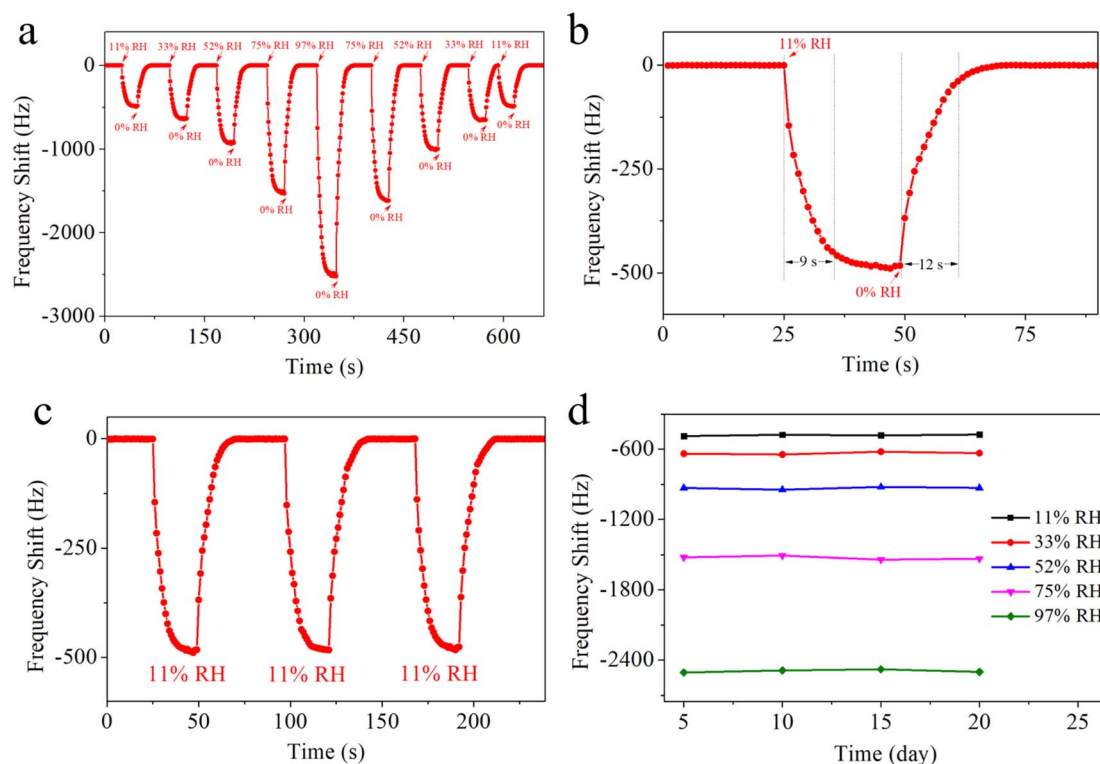 a
11% RH 33% RH 52% RH 75% RH 97% RH 75% RH 52% RH 33% RH 11% RH
0
-1000
-2000
-3000
Frequency Shift (Hz)
0% RH
0% RH
0% RH
0% RH
0% RH
0% RH
0% RH
0% RH
0% RH
0 150 300 450 600
Time (s)
b
11% RH
0
-250
-500
Frequency Shift (Hz)
9 s
12 s
0% RH
0 25 50 75
Time (s)
c
0
-250
-500
Frequency Shift (Hz)
11% RH 11% RH 11% RH
0 50 100 150 200
Time (s)
d
-600
-1200
-1800
-2400
Frequency Shift (Hz)
11% RH
33% RH
52% RH
75% RH
97% RH
5 10 15 20 25
Time (day)